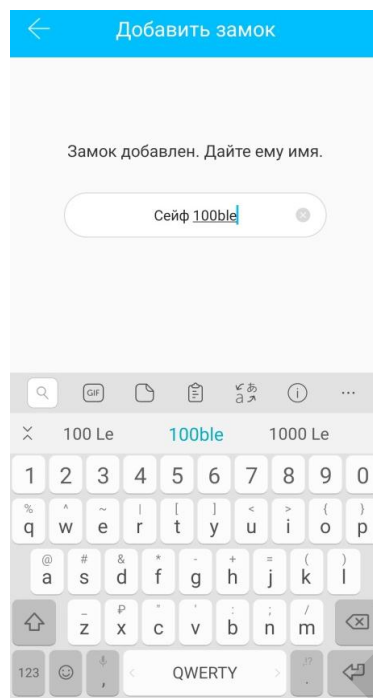 Добавить замок
Замок добавлен. Дайте ему имя.
Сейф 100ble
GIF
100 Le 100ble 1000 Le
1 2 3 4 5 6 7 8 9 0
% ^ ~ | [ ] < > { }
q w e r t y u i o p
@ # & * - + = ( )
a s d f g h j k l
_ ₽ " ' : ; /
z x c v b n m
123 , QWERTY !? .